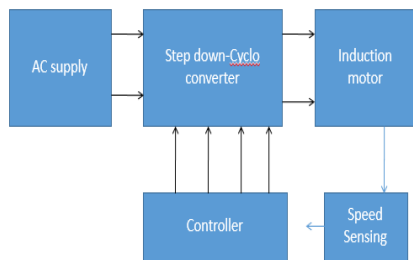 AC supply
Step down-Cyclo
converter
Induction
motor
Controller
Speed
Sensing